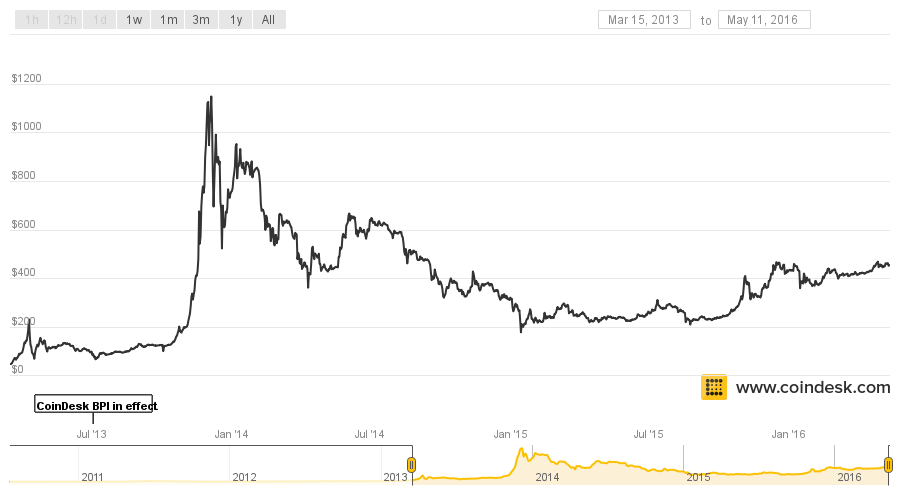 1h 12h 1d 1w 1m 3m 1y All Mar 15, 2013 to May 11, 2016
$1200
$1000
$800
$600
$400
$200
$0
www.coindesk.com
CoinDesk BPI in effect
Jul '13 Jan '14 Jul '14 Jan '15 Jul '15 Jan '16
2011 2012 2013 2014 2015 2016